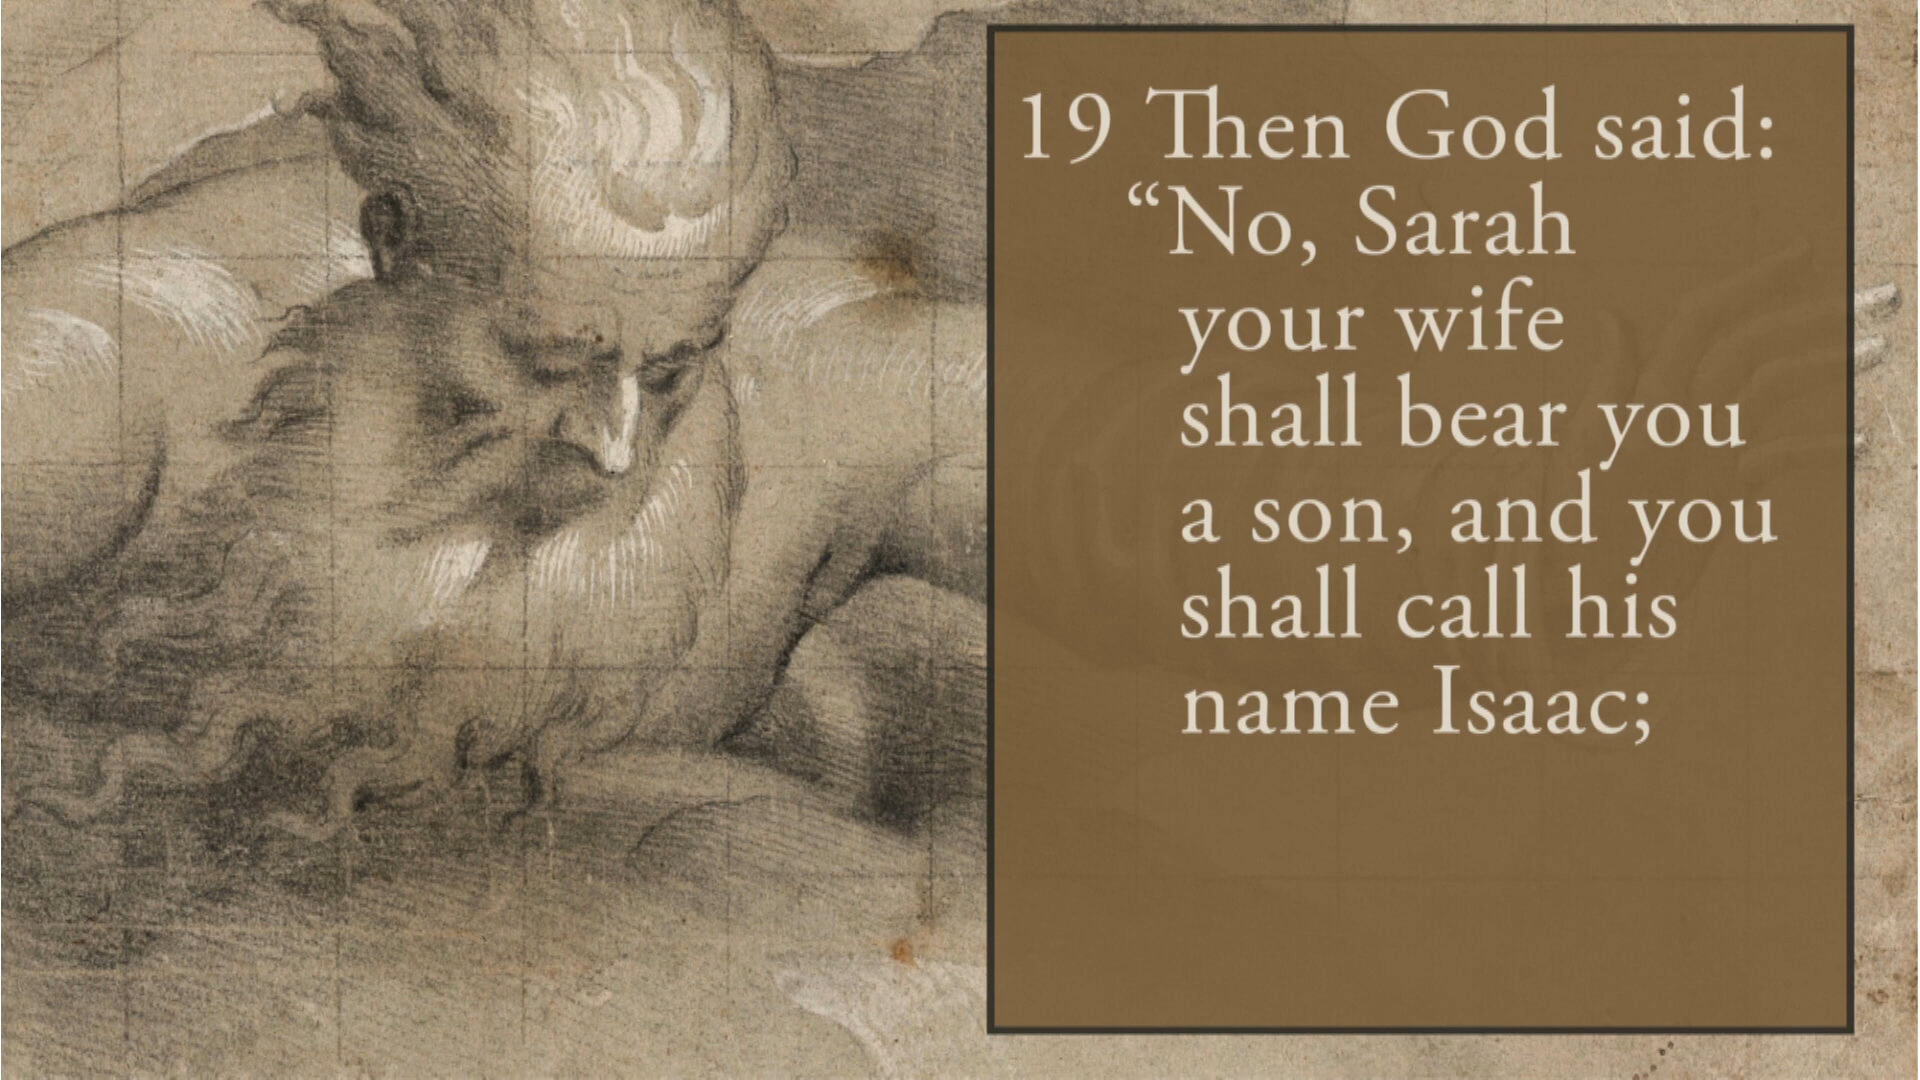 19 Then God said:
“No, Sarah
your wife
shall bear you
a son, and you
shall call his
name Isaac;